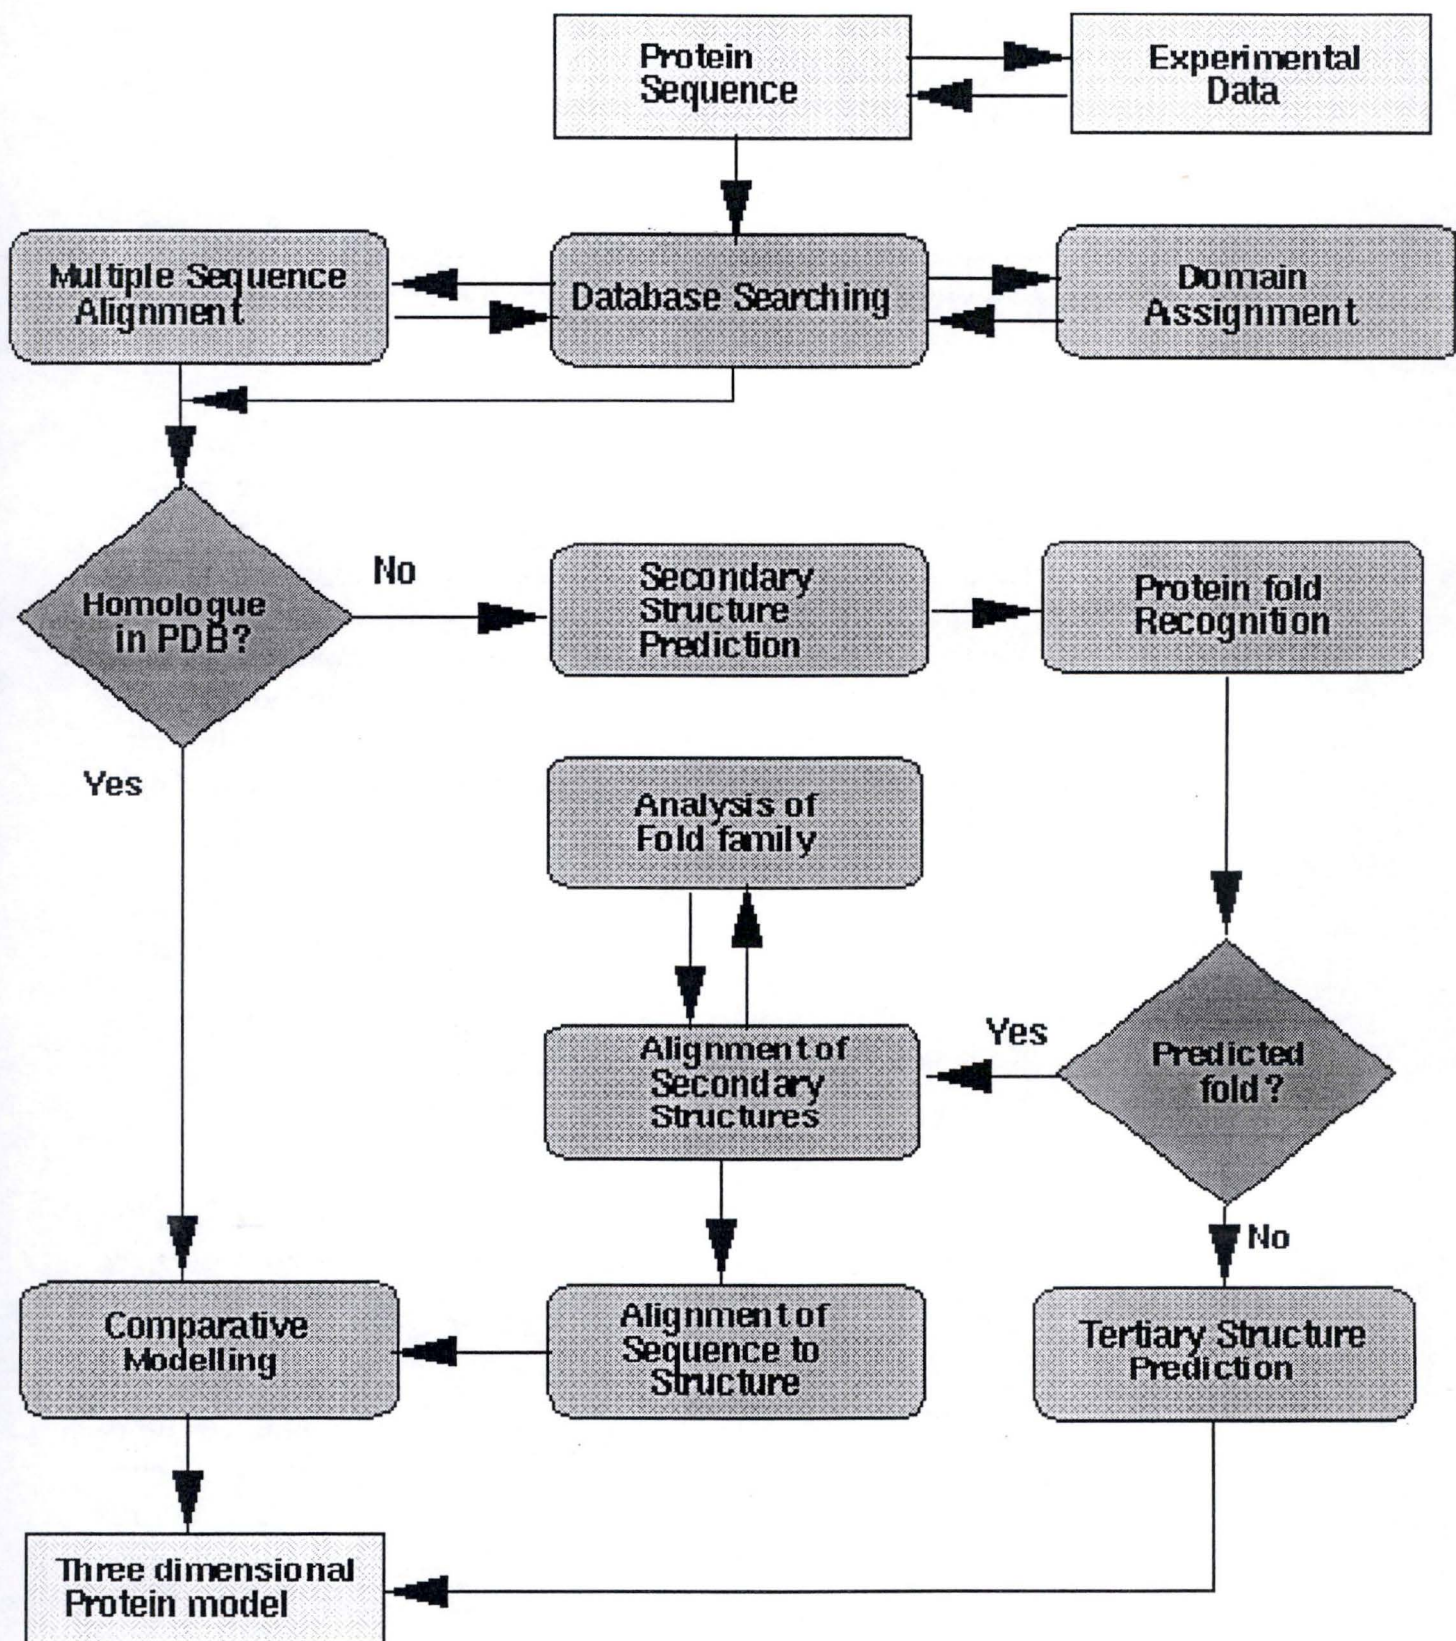 Protein
Sequence
Experimental
Data
Multiple Sequence
Alignment
Database Searching
Domain
Assignment
No
Homologue
in PDB?
Secondary
Structure
Prediction
Protein fold
Recognition
Yes
Analysis of
Fold family
Yes
Alignment of
Secondary
Structures
Predicted
fold?
No
Comparative
Modelling
Alignment of
Sequence to
Structure
Tertiary Structure
Prediction
Three dimensional
Protein model